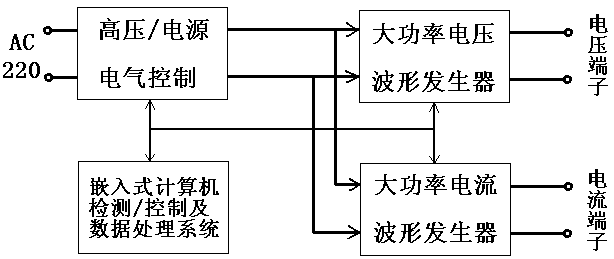 AC
220
高压/电源
电气控制
大功率电压
波形发生器
电压端子
嵌入式计算机
检测/控制及
数据处理系统
大功率电流
波形发生器
电流端子